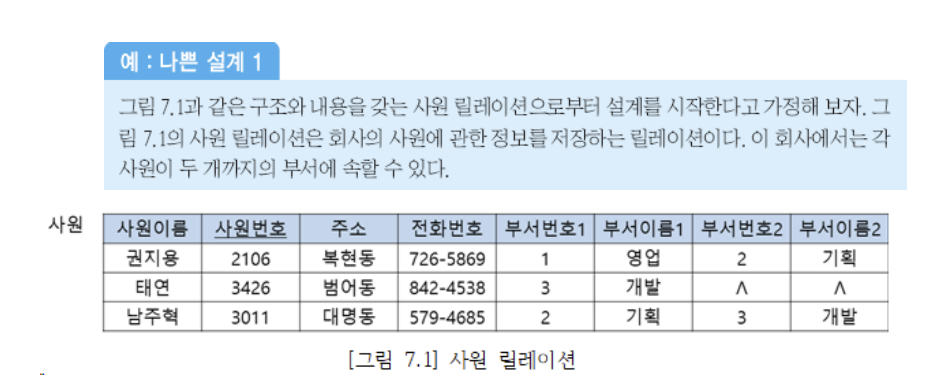 예 : 나쁜 설계 1
그림 7.1과 같은 구조와 내용을 갖는 사원 릴레이션으로부터 설계를 시작한다고 가정해 보자. 그
림 7.1의 사원 릴레이션은 회사의 사원에 관한 정보를 저장하는 릴레이션이다. 이 회사에서는 각
사원이 두 개까지의 부서에 속할 수 있다.
사원
사원이름 사원번호 주소 전화번호 부서번호1 부서이름1 부서번호2 부서이름2
권지용 2106 복현동 726-5869 1 영업 2 기획
태연 3426 범어동 842-4538 3 개발 ∧ ∧
남주혁 3011 대명동 579-4685 2 기획 3 개발
[그림 7.1] 사원 릴레이션